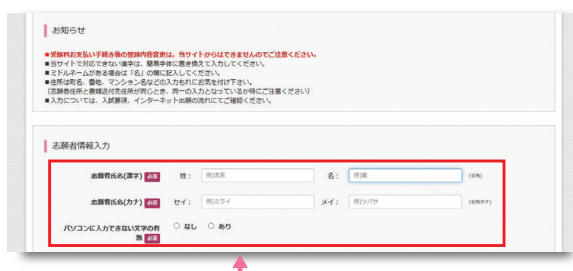 お知らせ
■受験料お支払い手続き後の登録内容変更は、当サイトからはできませんのでご注意ください。
■当サイトで対応できない漢字は、簡易字体に置き換えて入力してください。
■ミドルネームがある場合は「名」の欄に記入してください。
■住所は町名、番地、マンション名などの入力もれにお気を付け下さい。
(志願者住所と書類送付先住所が同じとき、同一の入力となっているか特にご注意ください)
■入力については、入試要項、インターネット出願の流れにてご確認ください。
志願者情報入力
志願者氏名(漢字) 必須 姓: 例)未来 名: 例)翼 (全角)
志願者氏名(カナ) 必須 セイ: 例)ミライ メイ: 例)ツバサ (全角カナ)
パソコンに入力できない文字の有 なし あり
無 必須